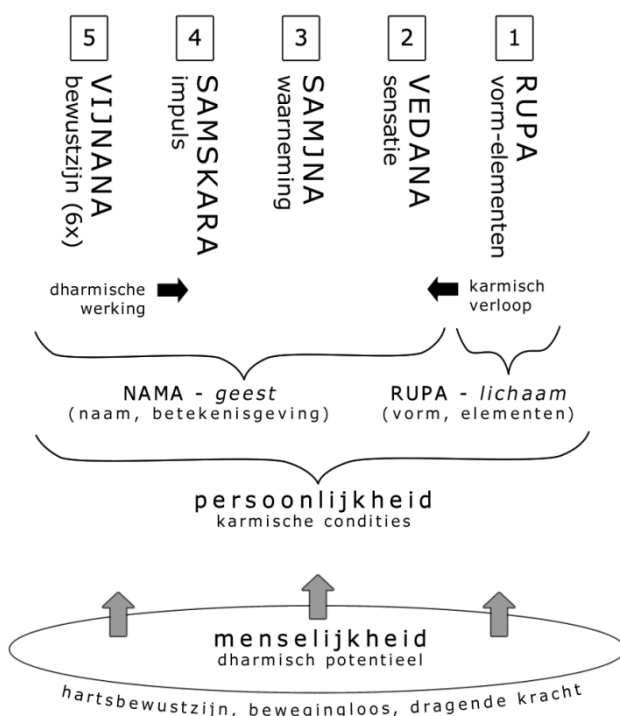 5
4
3
2
1
VIJNANA
bewustzijn (6x)
SAMSKARA
impuls
SAMJNA
waarneming
VEDANA
sensatie
RUPA
vorm-elementen
dharmische
werking
karmisch
verloop
NAMA - geest
(naam, betekenisgeving)
RUPA - lichaam
(vorm, elementen)
persoonlijkheid
karmische condities
menselijkheid
dharmisch potentieel
hartsbewustzijn, bewegingloos, dragende kracht